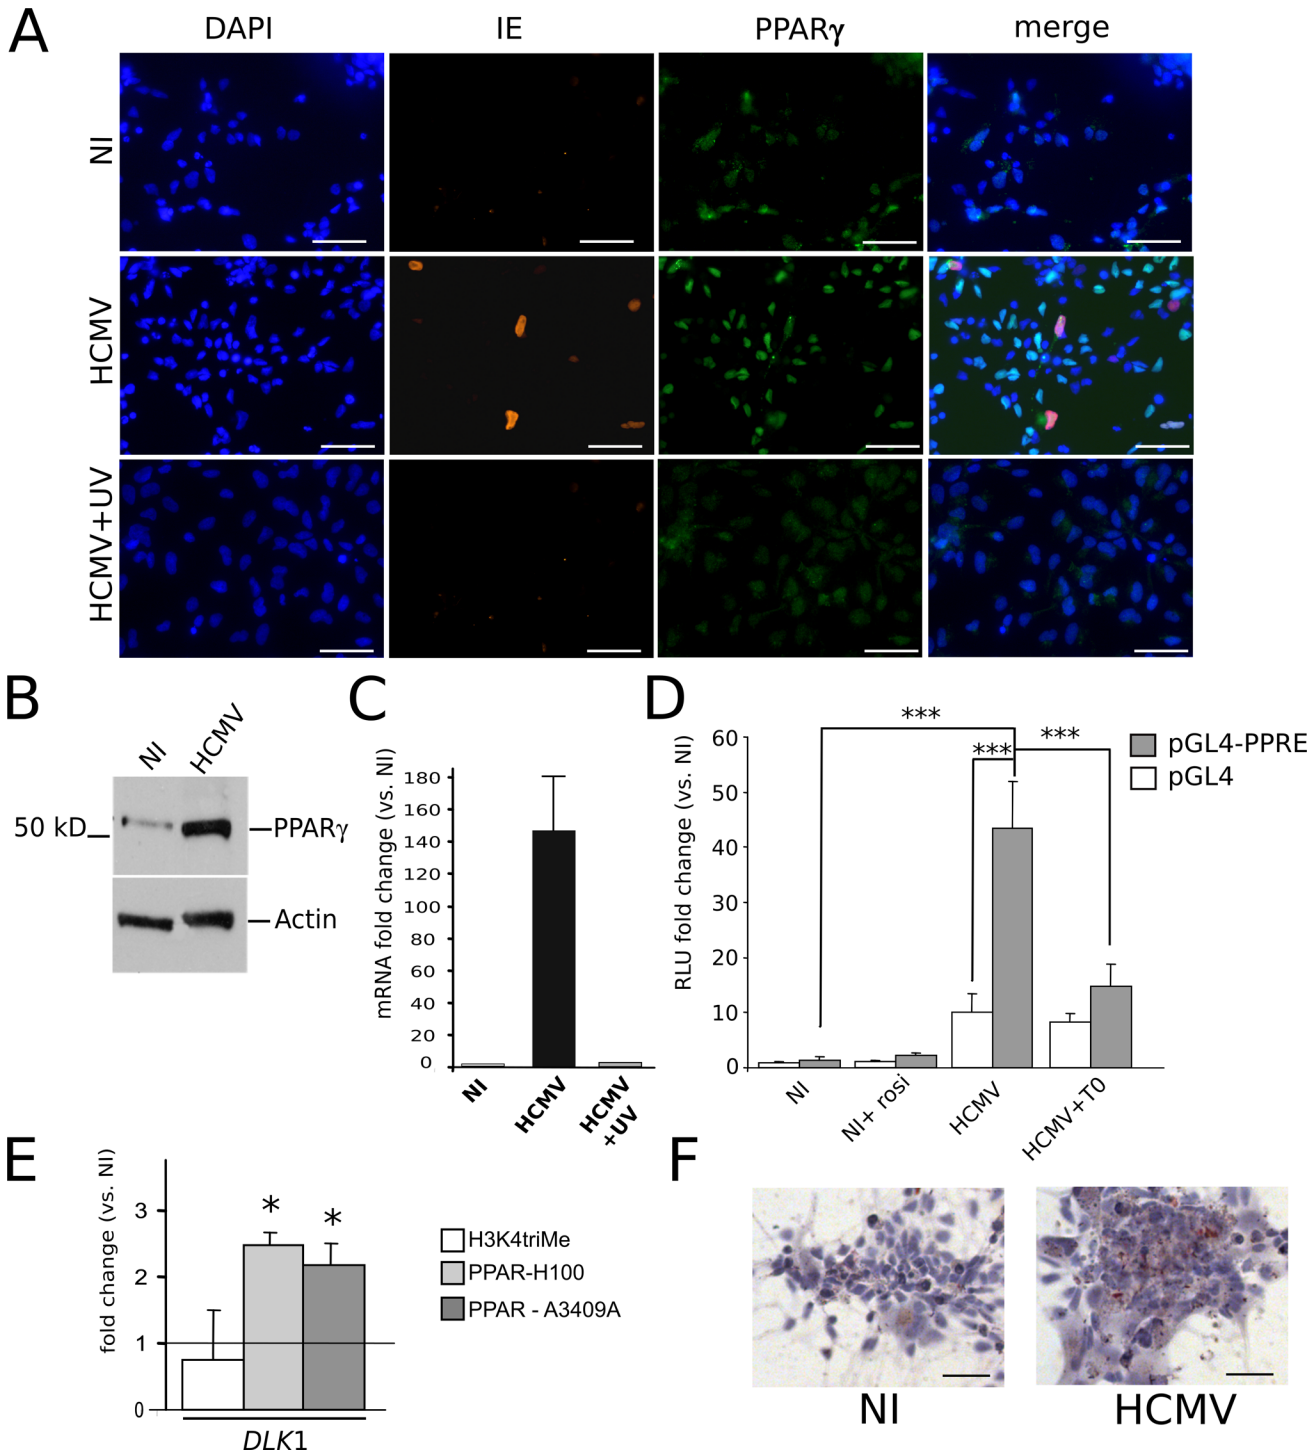 A
DAPI IE PPARγ merge
NI
HCMV
HCMV+UV
B
NI HCMV
50 kD
PPARγ
Actin
C
mRNA fold change (vs. NI)
180
160
140
120
100
80
60
40
20
0
NI HCMV HCMV
+UV
D
RLU fold change (vs. NI)
60
50
40
30
20
10
0
***
***
***
pGL4-PPRE
pGL4
NI NI+ rosi HCMV HCMV+T0
E
fold change (vs. NI)
3
2
1
0
* *
DLK1
H3K4triMe
PPAR-H100
PPAR - A3409A
F
NI HCMV